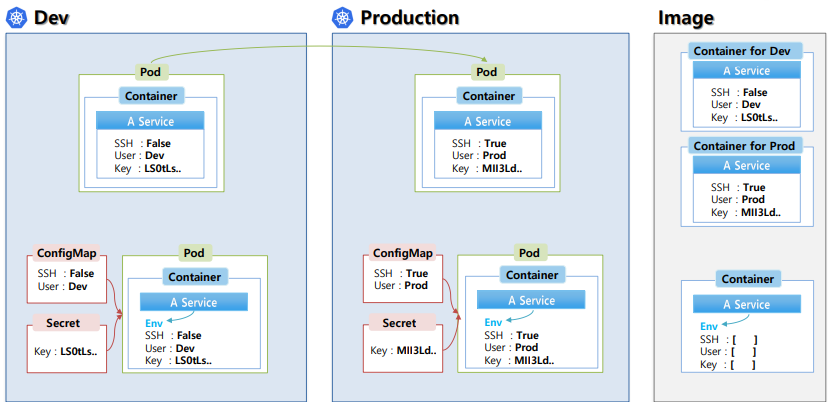 Dev
Pod
Container
A Service
SSH : False
User : Dev
Key : LS0tLs..
ConfigMap
SSH : False
User : Dev
Secret
Key : LS0tLs..
Pod
Container
A Service
Env
SSH : False
User : Dev
Key : LS0tLs..
Production
Pod
Container
A Service
SSH : True
User : Prod
Key : MII3Ld..
ConfigMap
SSH : True
User : Prod
Secret
Key : MII3Ld..
Pod
Container
A Service
Env
SSH : True
User : Prod
Key : MII3Ld..
Image
Container for Dev
A Service
SSH : False
User : Dev
Key : LS0tLs..
Container for Prod
A Service
SSH : True
User : Prod
Key : MII3Ld..
Container
A Service
Env
SSH : [ ]
User : [ ]
Key : [ ]